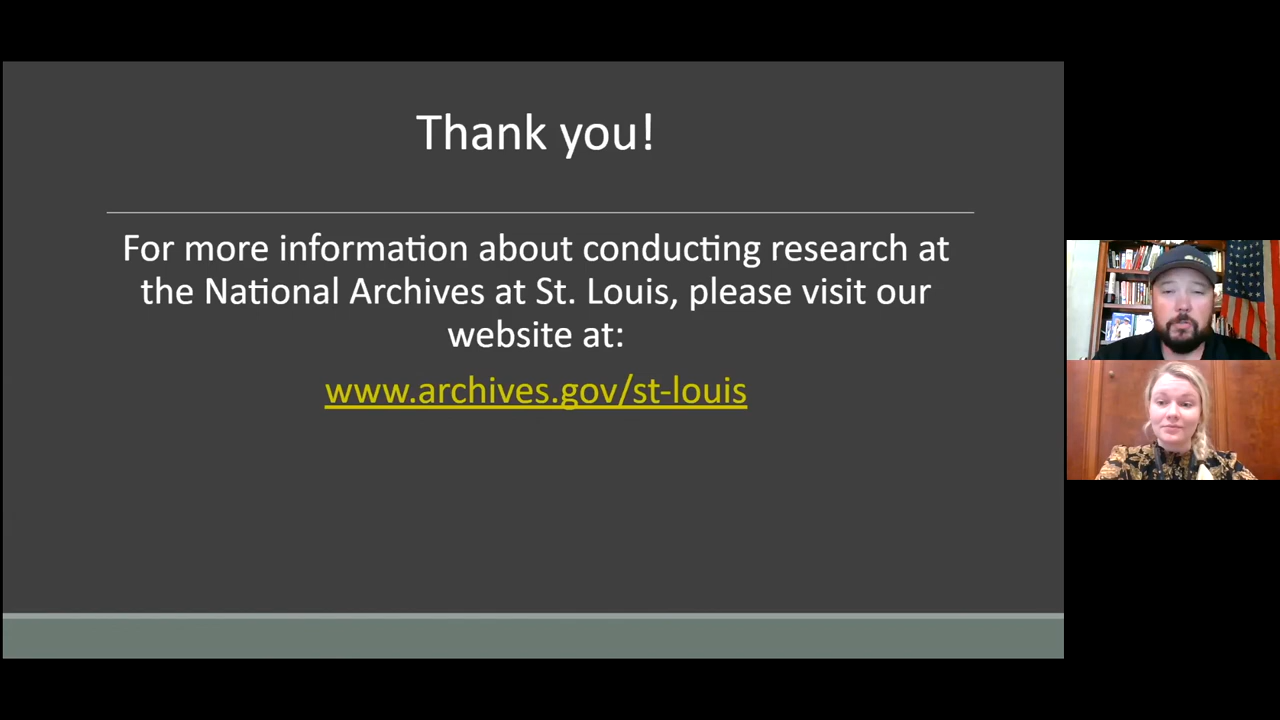 Thank you!
For more information about conducting research at
the National Archives at St. Louis, please visit our
website at:
www.archives.gov/st-louis